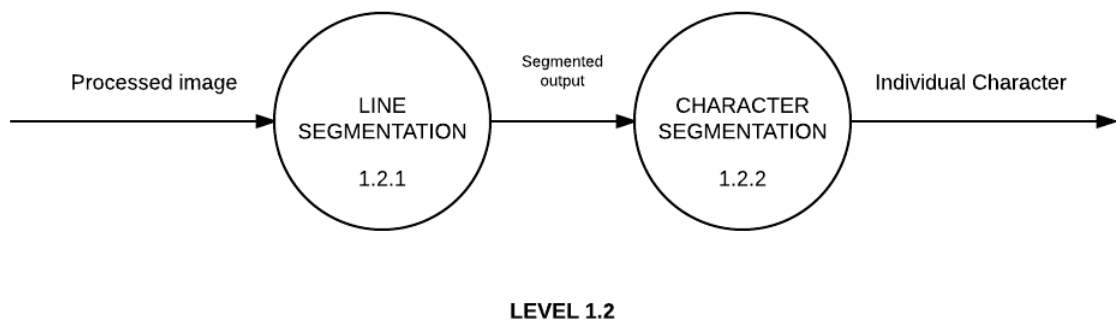 Processed image
LINE
SEGMENTATION
1.2.1
Segmented
output
CHARACTER
SEGMENTATION
1.2.2
Individual Character
LEVEL 1.2